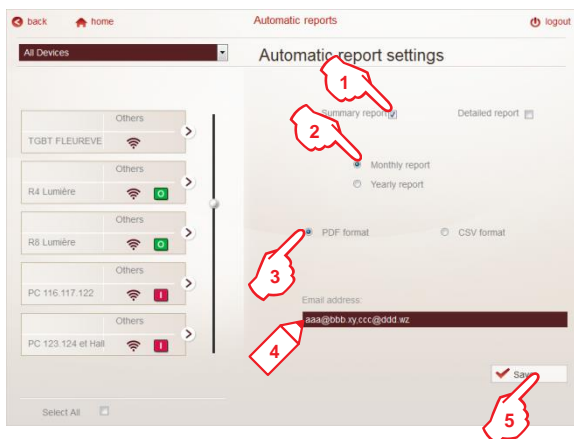 back
home
Automatic reports
logout
All Devices
Automatic report settings
1
Summary report
Detailed report
2
Others
TGBT FLEUREVE
Monthly report
Yearly report
Others
R4 Lumière
O
Others
R8 Lumière
O
PDF format
CSV format
3
Others
PC 116.117.122
I
Email address:
aaa@bbb.xy,ccc@ddd.wz
Others
PC 123.124 et Hall
I
4
Save
5
Select All